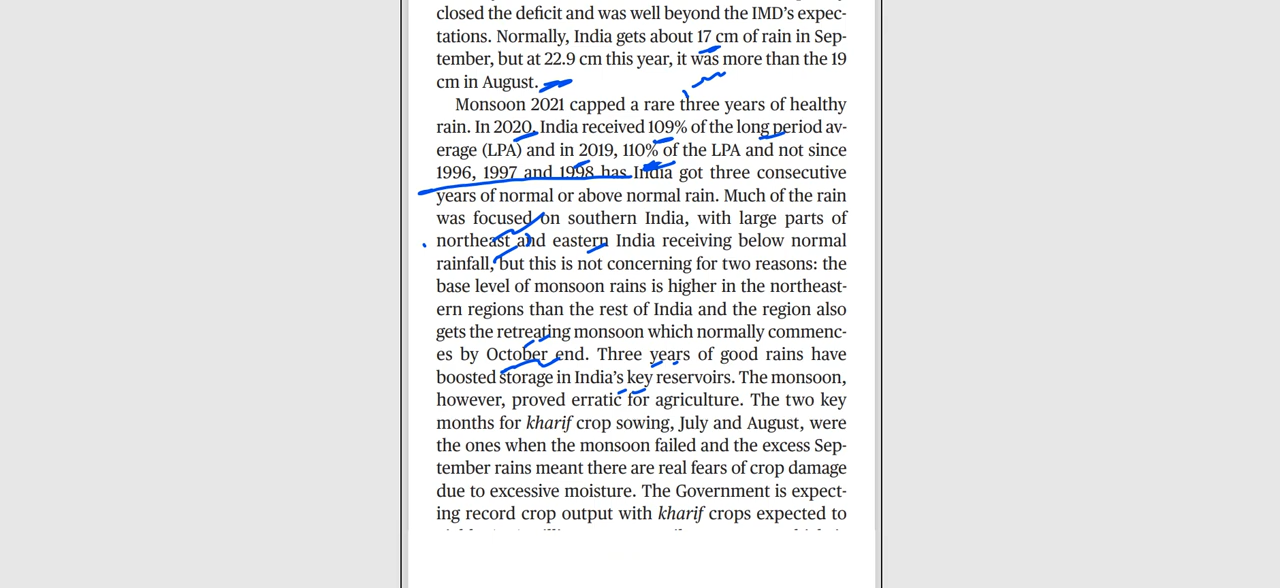 closed the deficit and was well beyond the IMD's expec-
tations. Normally, India gets about 17 cm of rain in Sep-
tember, but at 22.9 cm this year, it was more than the 19
cm in August.
Monsoon 2021 capped a rare three years of healthy
rain. In 2020, India received 109% of the long period av-
erage (LPA) and in 2019, 110% of the LPA and not since
1996, 1997 and 1998 has India got three consecutive
years of normal or above normal rain. Much of the rain
was focused on southern India, with large parts of
northeast and eastern India receiving below normal
rainfall, but this is not concerning for two reasons: the
base level of monsoon rains is higher in the northeast-
ern regions than the rest of India and the region also
gets the retreating monsoon which normally commenc-
es by October end. Three years of good rains have
boosted storage in India's key reservoirs. The monsoon,
however, proved erratic for agriculture. The two key
months for kharif crop sowing, July and August, were
the ones when the monsoon failed and the excess Sep-
tember rains meant there are real fears of crop damage
due to excessive moisture. The Government is expect-
ing record crop output with kharif crops expected to